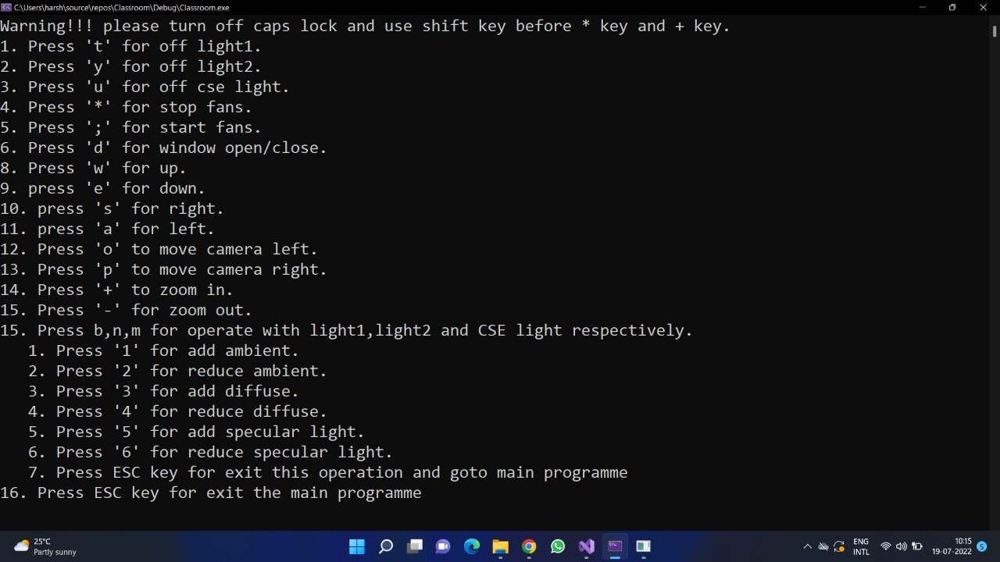 C:\Users\harsh\source\repos\Classroom\Debug\Classroom.exe
Warning!!! please turn off caps lock and use shift key before * key and + key.
1. Press 't' for off light1.
2. Press 'y' for off light2.
3. Press 'u' for off cse light.
4. Press '*' for stop fans.
5. Press ';' for start fans.
6. Press 'd' for window open/close.
8. Press 'w' for up.
9. press 'e' for down.
10. press 's' for right.
11. press 'a' for left.
12. Press 'o' to move camera left.
13. Press 'p' to move camera right.
14. Press '+' to zoom in.
15. Press '-' for zoom out.
15. Press b,n,m for operate with light1,light2 and CSE light respectively.
1. Press '1' for add ambient.
2. Press '2' for reduce ambient.
3. Press '3' for add diffuse.
4. Press '4' for reduce diffuse.
5. Press '5' for add specular light.
6. Press '6' for reduce specular light.
7. Press ESC key for exit this operation and goto main programme
16. Press ESC key for exit the main programme
25°C
Partly sunny
ENG
INTL
10:15
19-07-2022
5